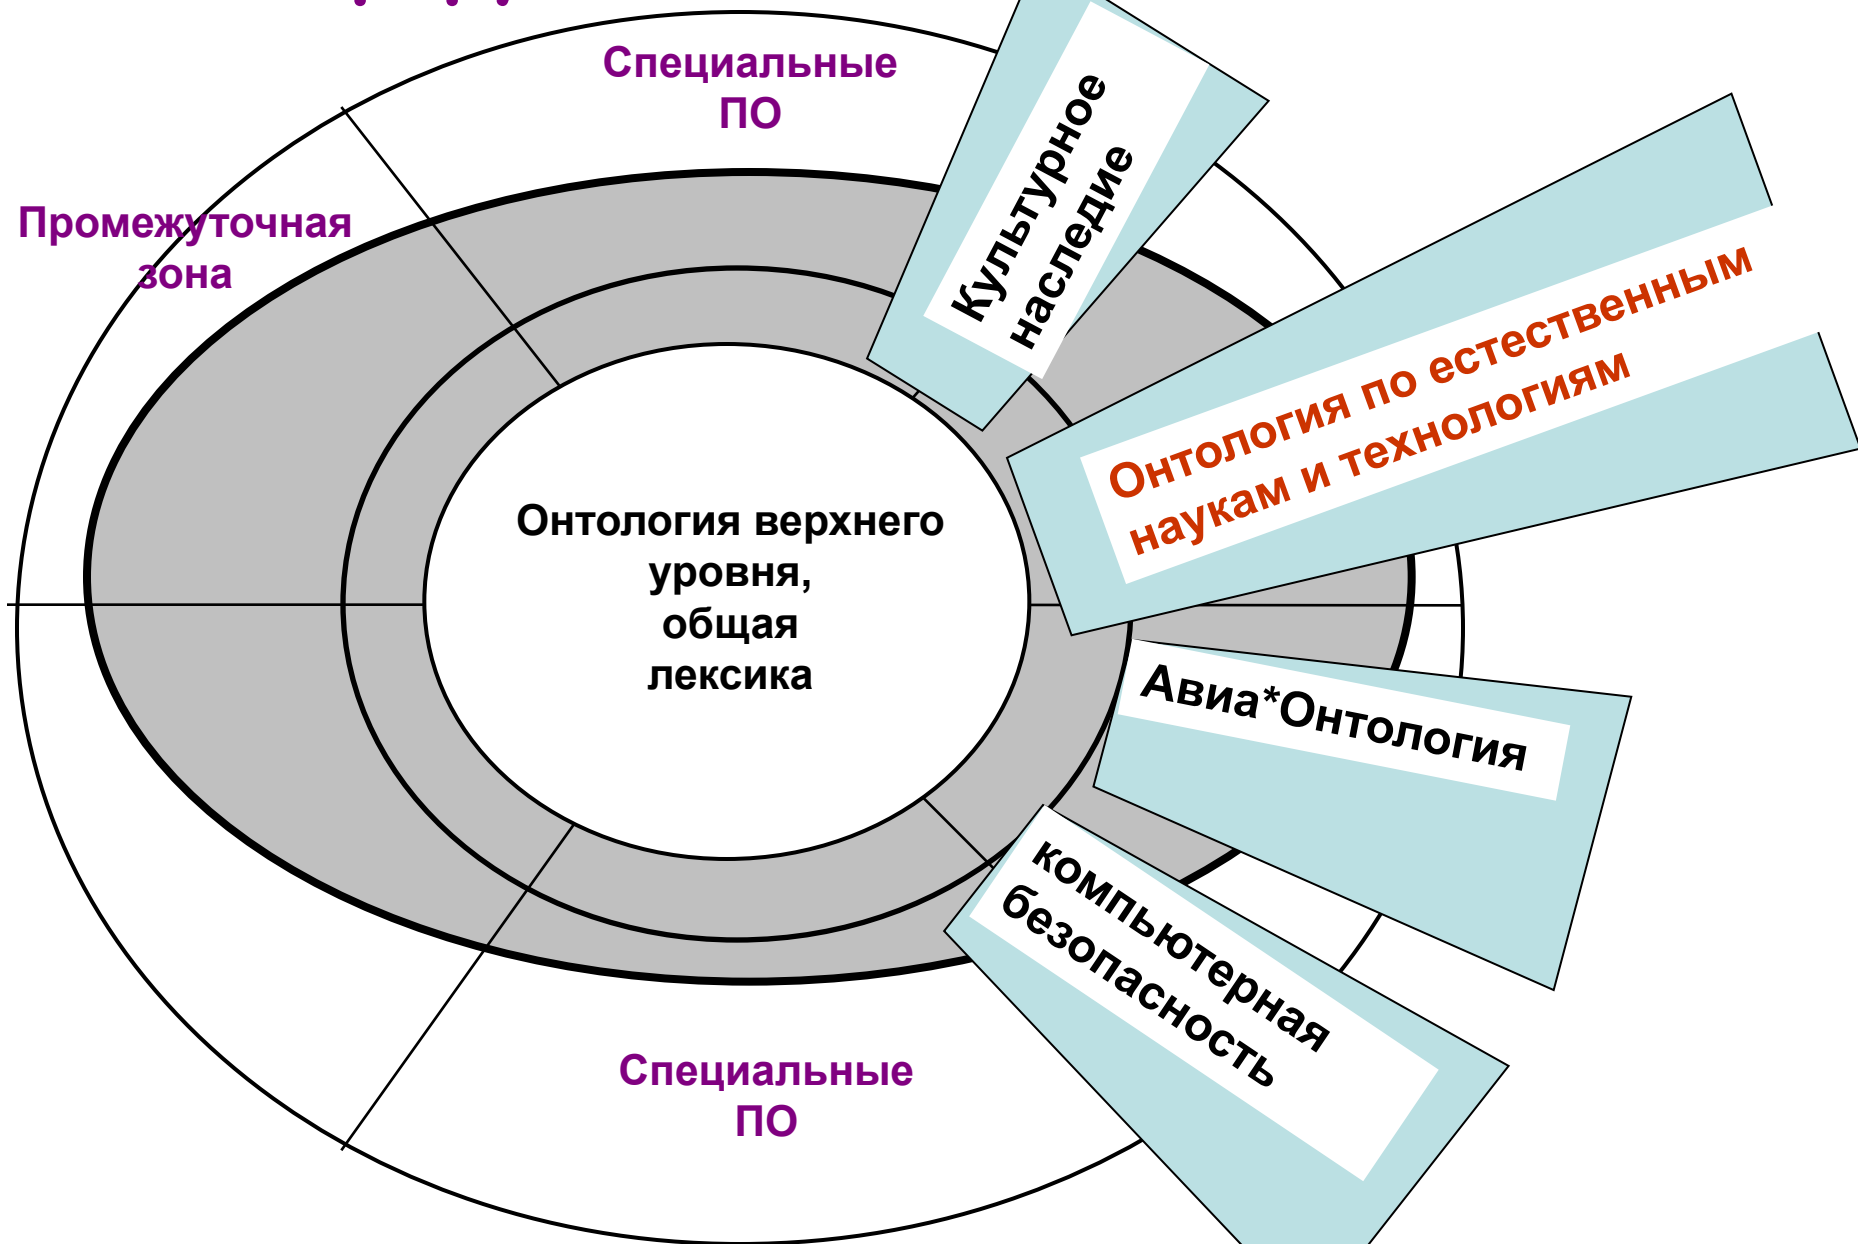 Специальные
ПО
Культурное
наследие
Промежуточная
зона
Онтология по естественным
наукам и технологиям
Онтология верхнего
уровня,
общая
лексика
Авиа*Онтология
компьютерная
безопасность
Специальные
ПО